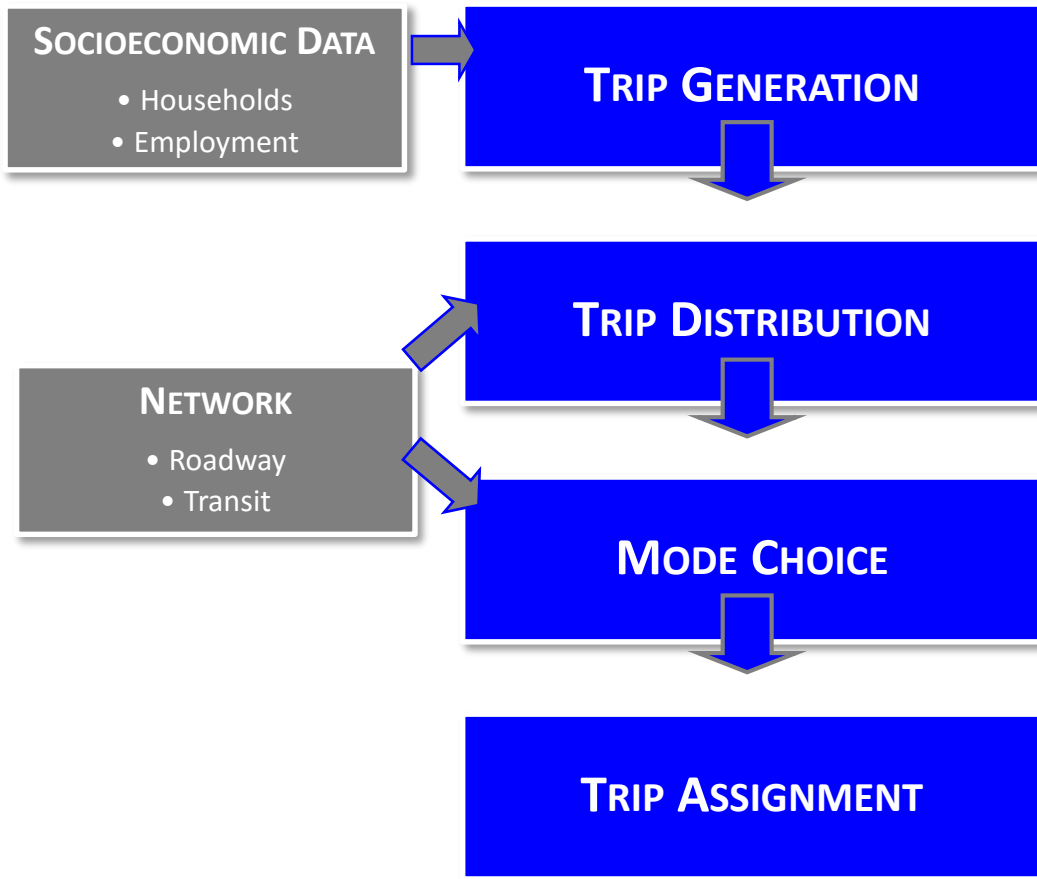 SOCIOECONOMIC DATA
• Households
• Employment
TRIP GENERATION
TRIP DISTRIBUTION
NETWORK
• Roadway
• Transit
MODE CHOICE
TRIP ASSIGNMENT